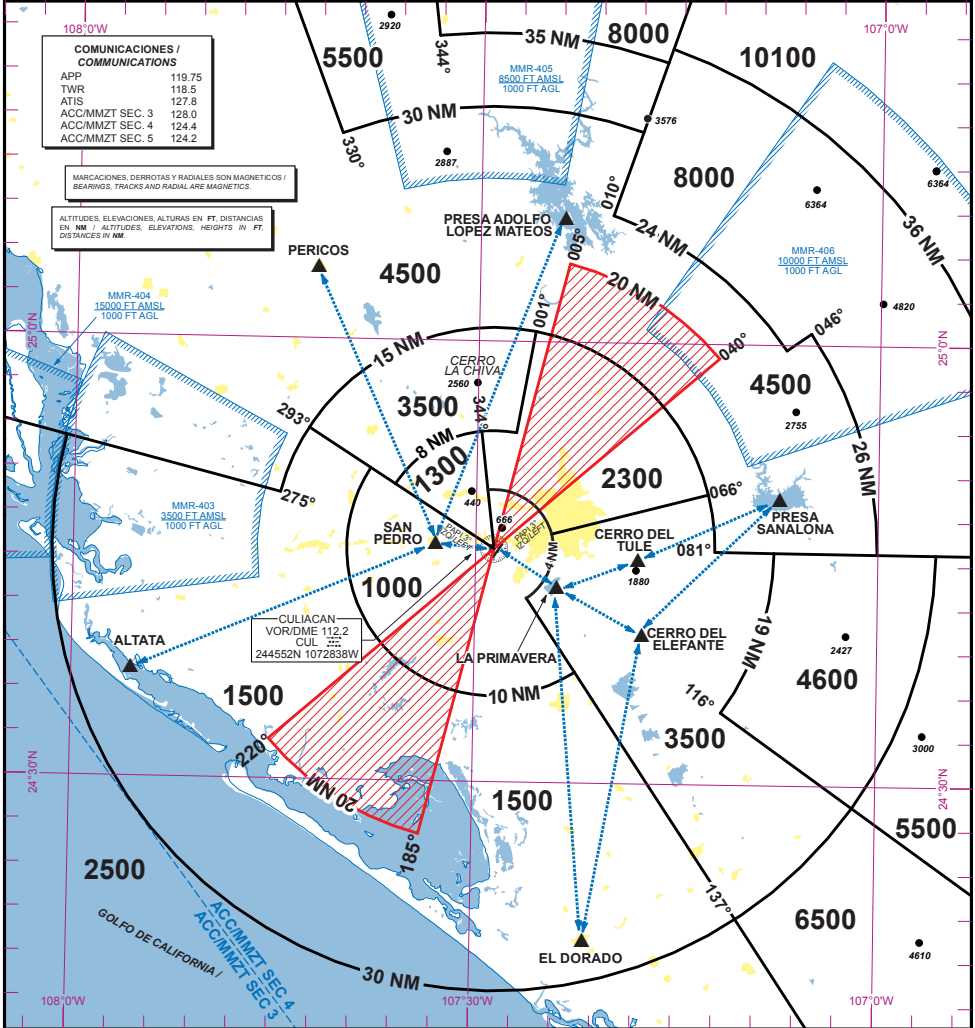 108°0'W
107°0'W
COMUNICACIONES /
COMMUNICATIONS
APP 119.75
TWR 118.5
ATIS 127.8
ACC/MMZT SEC. 3 128.0
ACC/MMZT SEC. 4 124.4
ACC/MMZT SEC. 5 124.2
MARCACIONES, DERROTAS Y RADIALES SON MAGNETICOS /
BEARINGS, TRACKS AND RADIAL ARE MAGNETICS.
ALTITUDES, ELEVACIONES, ALTURAS EN FT, DISTANCIAS
EN NM / ALTITUDES, ELEVATIONS, HEIGHTS IN FT,
DISTANCES IN NM.
2920
5500
344°
35 NM
8000
10100
MMR-405
8500 FT AMSL
1000 FT AGL
30 NM
330°
2887
3576
8000
6364
6364
010°
PRESA ADOLFO
LOPEZ MATEOS
24 NM
36 NM
005°
PERICOS
4500
MMR-406
10000 FT AMSL
1000 FT AGL
20 NM
4820
MMR-404
15000 FT AMSL
1000 FT AGL
001°
046°
25°0'N
25°0'N
15 NM
040°
CERRO
LA CHIVA
2560
344°
3500
4500
2755
293°
8 NM
1300
26 NM
2300
275°
440
066°
MMR-403
3500 FT AMSL
1000 FT AGL
666
PRESA
SANALONA
SAN
PEDRO
PAPI 3°
IZQ/LEFT
PAPI 3°
IZQ/LEFT
CERRO DEL
TULE
081°
4 NM
1880
1000
CULIACAN
VOR/DME 112.2
CUL
244552N 1072838W
ALTATA
LA PRIMAVERA
CERRO DEL
ELEFANTE
19 NM
2427
4600
1500
10 NM
116°
3500
220°
3000
24°30'N
24°30'N
20 NM
1500
5500
185°
2500
137°
6500
GOLFO DE CALIFORNIA /
ACC/MMZT SEC 4
ACC/MMZT SEC 3
EL DORADO
4610
30 NM
108°0'W
107°30'W
107°0'W